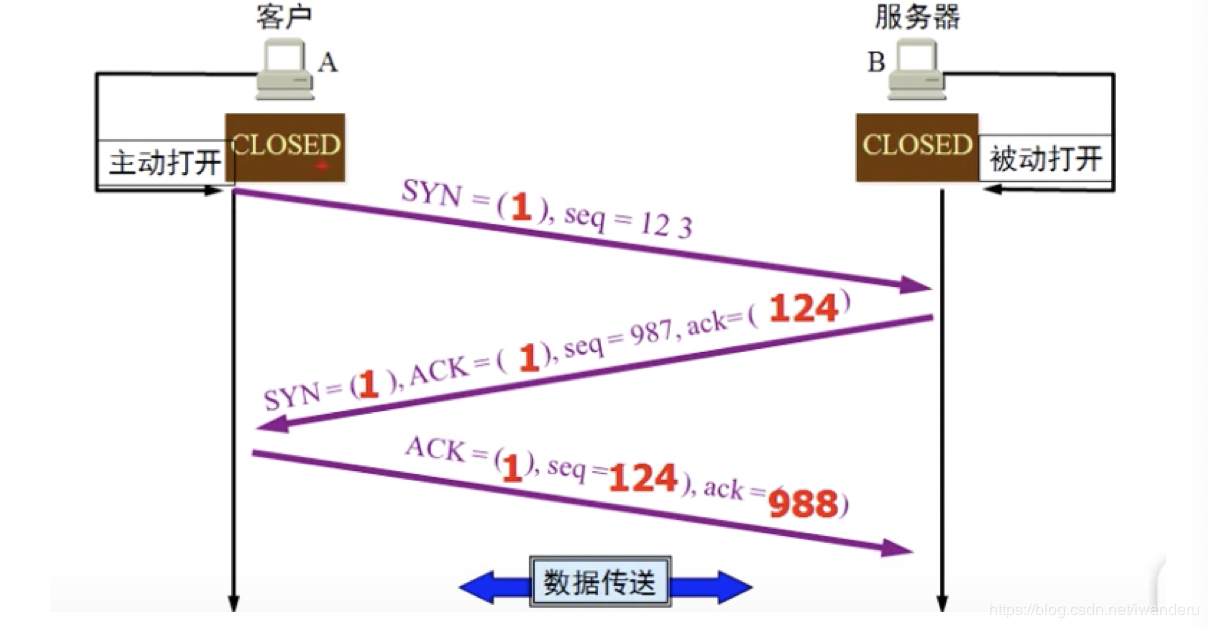 客户
服务器
A
B
CLOSED
CLOSED
主动打开
被动打开
SYN = (1), seq = 12 3
SYN = (1), ACK = ( 1), seq = 987, ack= ( 124)
ACK = (1), seq =124), ack =988)
数据传送
https://blog.csdn.net/iwanderu